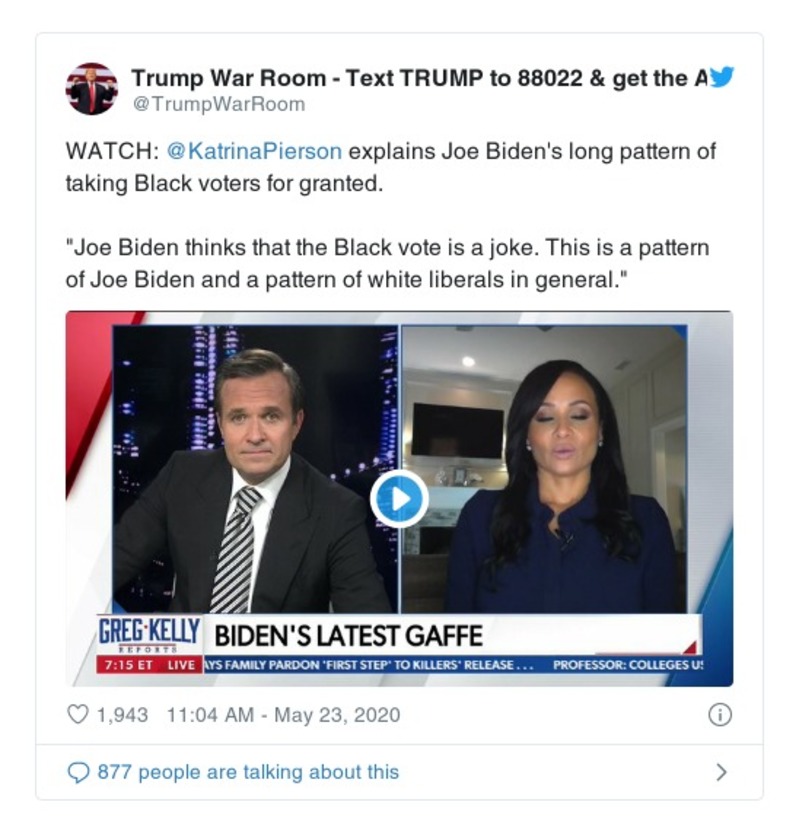 Trump War Room - Text TRUMP to 88022 & get the A
@TrumpWarRoom
WATCH: @KatrinaPierson explains Joe Biden's long pattern of
taking Black voters for granted.
"Joe Biden thinks that the Black vote is a joke. This is a pattern
of Joe Biden and a pattern of white liberals in general."
GREG·KELLY
REPORTS
BIDEN'S LATEST GAFFE
7:15 ET LIVE AYS FAMILY PARDON 'FIRST STEP' TO KILLERS' RELEASE... PROFESSOR: COLLEGES
1,943 11:04 AM - May 23, 2020
877 people are talking about this